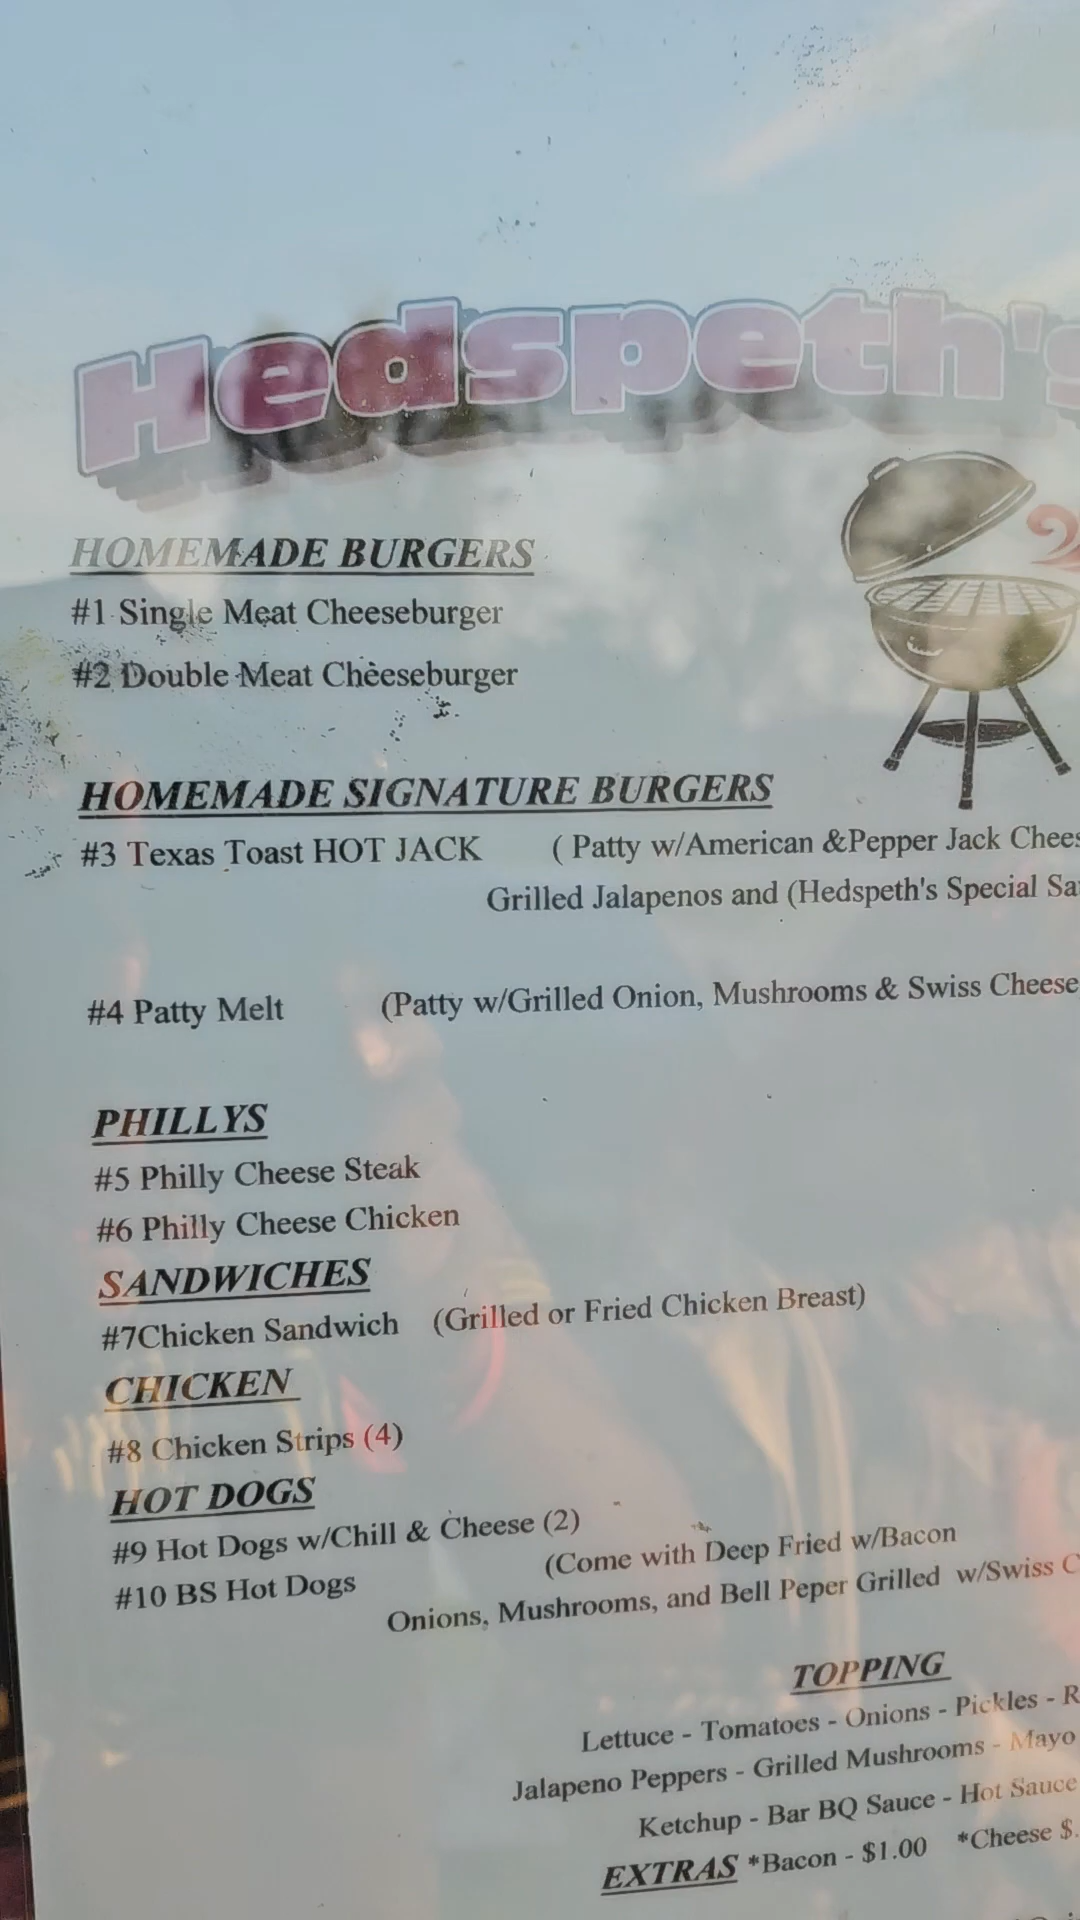 Hedspeth's
HOMEMADE BURGERS
#1 Single Meat Cheeseburger
#2 Double Meat Cheeseburger
HOMEMADE SIGNATURE BURGERS
#3 Texas Toast HOT JACK ( Patty w/American &Pepper Jack Chees
Grilled Jalapenos and (Hedspeth's Special Sa
#4 Patty Melt (Patty w/Grilled Onion, Mushrooms & Swiss Cheese
PHILLYS
#5 Philly Cheese Steak
#6 Philly Cheese Chicken
SANDWICHES
#7Chicken Sandwich (Grilled or Fried Chicken Breast)
CHICKEN
#8 Chicken Strips (4)
HOT DOGS
#9 Hot Dogs w/Chill & Cheese (2)
#10 BS Hot Dogs (Come with Deep Fried w/Bacon
Onions, Mushrooms, and Bell Peper Grilled w/Swiss C
TOPPING
Lettuce - Tomatoes - Onions - Pickles - R
Jalapeno Peppers - Grilled Mushrooms - Mayo
Ketchup - Bar BQ Sauce - Hot Sauce
EXTRAS *Bacon - $1.00 *Cheese $.